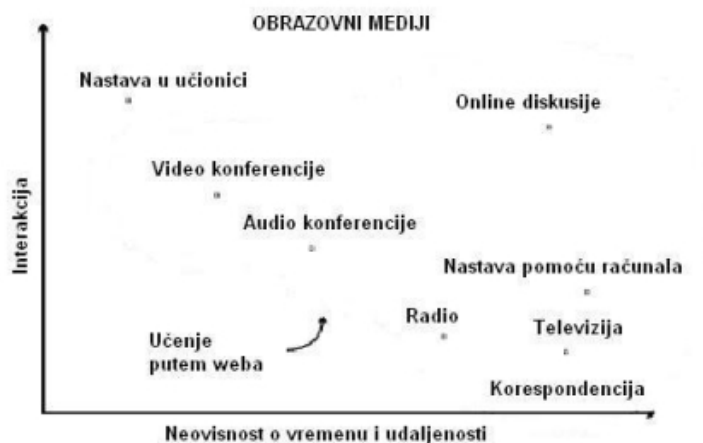 OBRAZOVNI MEDIJI
Nastava u učionici
Online diskusije
Video konferencije
Audio konferencije
Interakcija
Nastava pomoću računala
Radio
Televizija
Učenje
putem weba
Korespondencija
Neovisnost o vremenu i udaljenosti